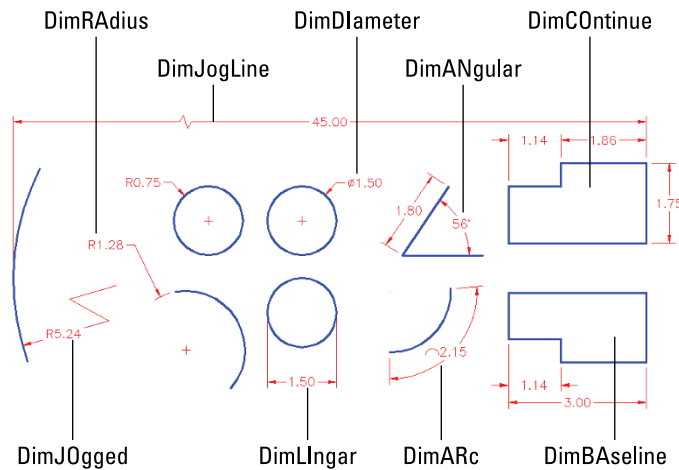 DimRAdius
DimDIameter
DimCOntinue
DimJogLine
DimANgular
45.00
1.14
1.86
R0.75
ø1.50
1.80
56°
1.75
R1.28
R5.24
⌒2.15
1.50
1.14
3.00
DimJOgged
DimLIngar
DimARc
DimBAseline